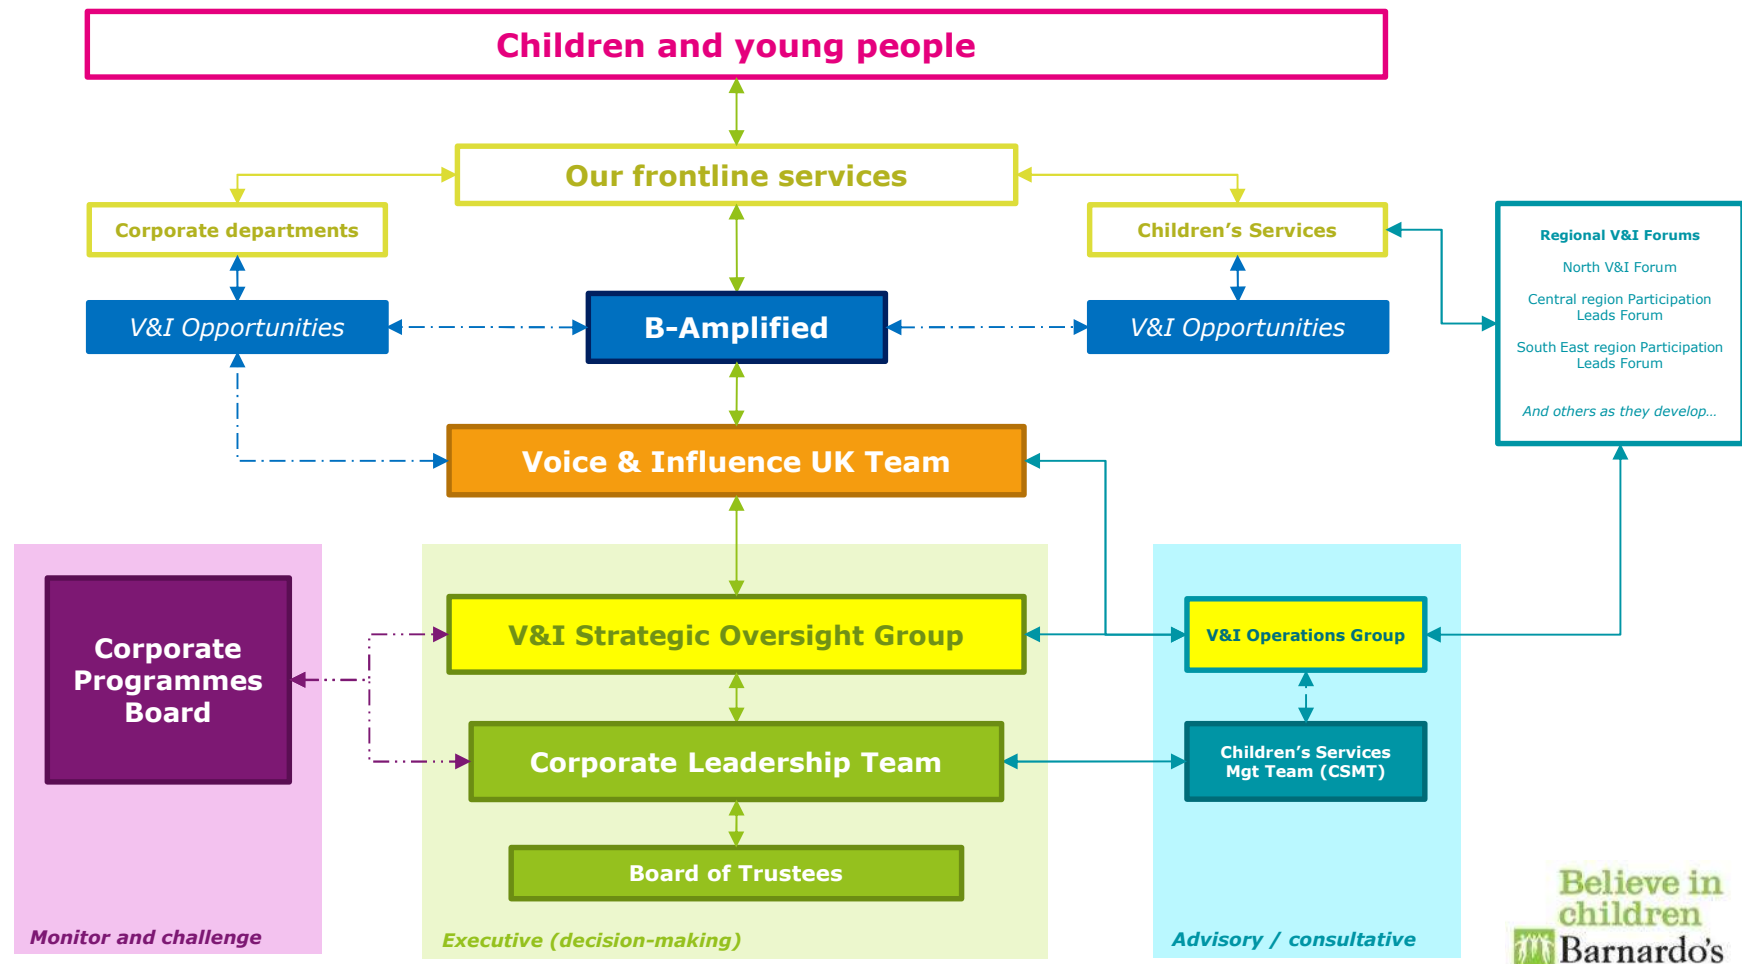 Children and young people
Our frontline services
Corporate departments
Children's Services
Regional V&I Forums
North V&I Forum
Central region Participation
Leads Forum
South East region Participation
Leads Forum
And others as they develop...
V&I Opportunities
B-Amplified
V&I Opportunities
Voice & Influence UK Team
Corporate
Programmes
Board
V&I Strategic Oversight Group
V&I Operations Group
Corporate Leadership Team
Children's Services
Mgt Team (CSMT)
Board of Trustees
Monitor and challenge
Executive (decision-making)
Advisory / consultative
Believe in
children
Barnardo's